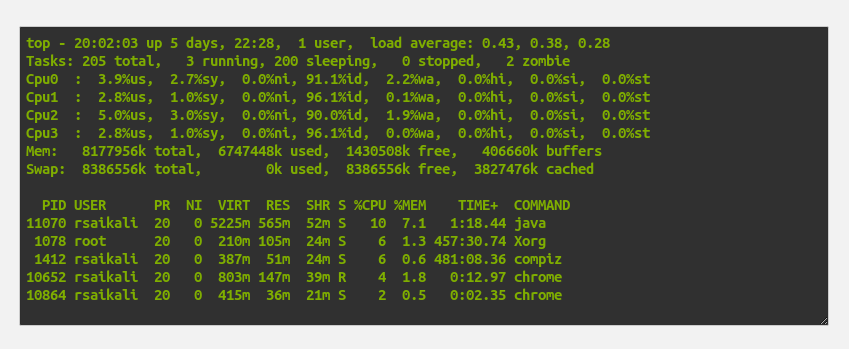 top - 20:02:03 up 5 days, 22:28,  1 user,  load average: 0.43, 0.38, 0.28
Tasks: 205 total,   3 running, 200 sleeping,   0 stopped,   2 zombie
Cpu0  :  3.9%us,  2.7%sy,  0.0%ni, 91.1%id,  2.2%wa,  0.0%hi,  0.0%si,  0.0%st
Cpu1  :  2.8%us,  1.0%sy,  0.0%ni, 96.1%id,  0.1%wa,  0.0%hi,  0.0%si,  0.0%st
Cpu2  :  5.0%us,  3.0%sy,  0.0%ni, 90.0%id,  1.9%wa,  0.0%hi,  0.0%si,  0.0%st
Cpu3  :  2.8%us,  1.0%sy,  0.0%ni, 96.1%id,  0.0%wa,  0.0%hi,  0.0%si,  0.0%st
Mem:   8177956k total,  6747448k used,  1430508k free,   406660k buffers
Swap:  8386556k total,        0k used,  8386556k free,  3827476k cached
  PID USER      PR  NI  VIRT  RES  SHR S %CPU %MEM    TIME+  COMMAND
11070 rsaikali  20   0 5225m 565m  52m S   10  7.1   1:18.44 java
 1078 root      20   0  210m 105m  24m S    6  1.3 457:30.74 Xorg
 1412 rsaikali  20   0  387m  51m  24m S    6  0.6 481:08.36 compiz
10652 rsaikali  20   0  803m 147m  39m R    4  1.8   0:12.97 chrome
10864 rsaikali  20   0  415m  36m  21m S    2  0.5   0:02.35 chrome